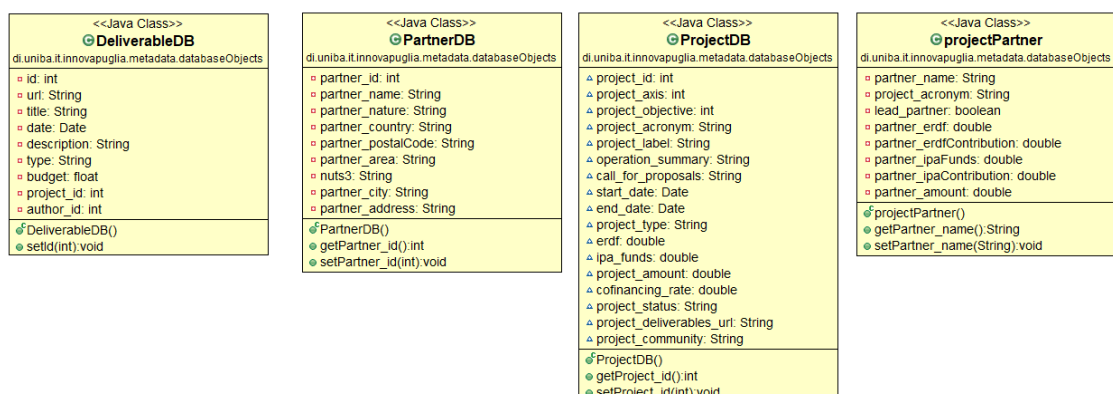 <<Java Class>>
DeliverableDB
di.uniba.it.innovapuglia.metadata.databaseObjects
id: int
url: String
title: String
date: Date
description: String
type: String
budget: float
project_id: int
author_id: int
DeliverableDB()
setId(int):void
<<Java Class>>
PartnerDB
di.uniba.it.innovapuglia.metadata.databaseObjects
partner_id: int
partner_name: String
partner_nature: String
partner_country: String
partner_postalCode: String
partner_area: String
nuts3: String
partner_city: String
partner_address: String
PartnerDB()
getPartner_id():int
setPartner_id(int):void
<<Java Class>>
ProjectDB
di.uniba.it.innovapuglia.metadata.databaseObjects
project_id: int
project_axis: int
project_objective: int
project_acronym: String
project_label: String
operation_summary: String
call_for_proposals: String
start_date: Date
end_date: Date
project_type: String
erdf: double
ipa_funds: double
project_amount: double
cofinancing_rate: double
project_status: String
project_deliverables_url: String
project_community: String
ProjectDB()
getProject_id():int
setProject_id(int):void
<<Java Class>>
projectPartner
di.uniba.it.innovapuglia.metadata.databaseObjects
partner_name: String
project_acronym: String
lead_partner: boolean
partner_erdf: double
partner_erdfContribution: double
partner_ipaFunds: double
partner_ipaContribution: double
partner_amount: double
projectPartner()
getPartner_name():String
setPartner_name(String):void